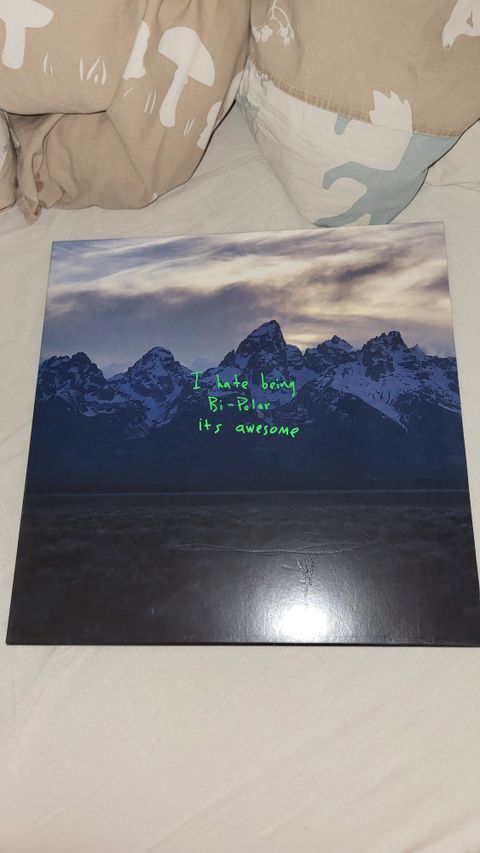 I hate being
Bi-Polar
its awesome